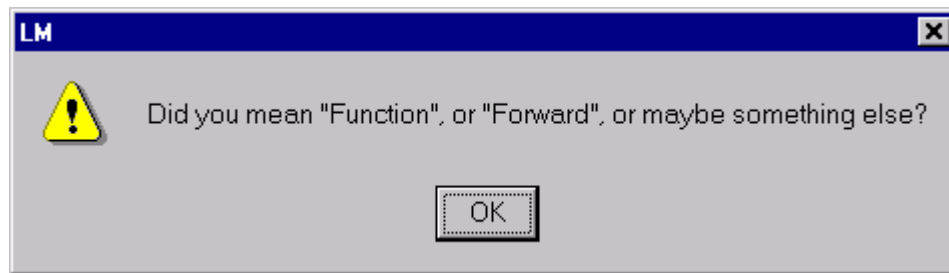 LM
Did you mean "Function", or "Forward", or maybe something else?
OK